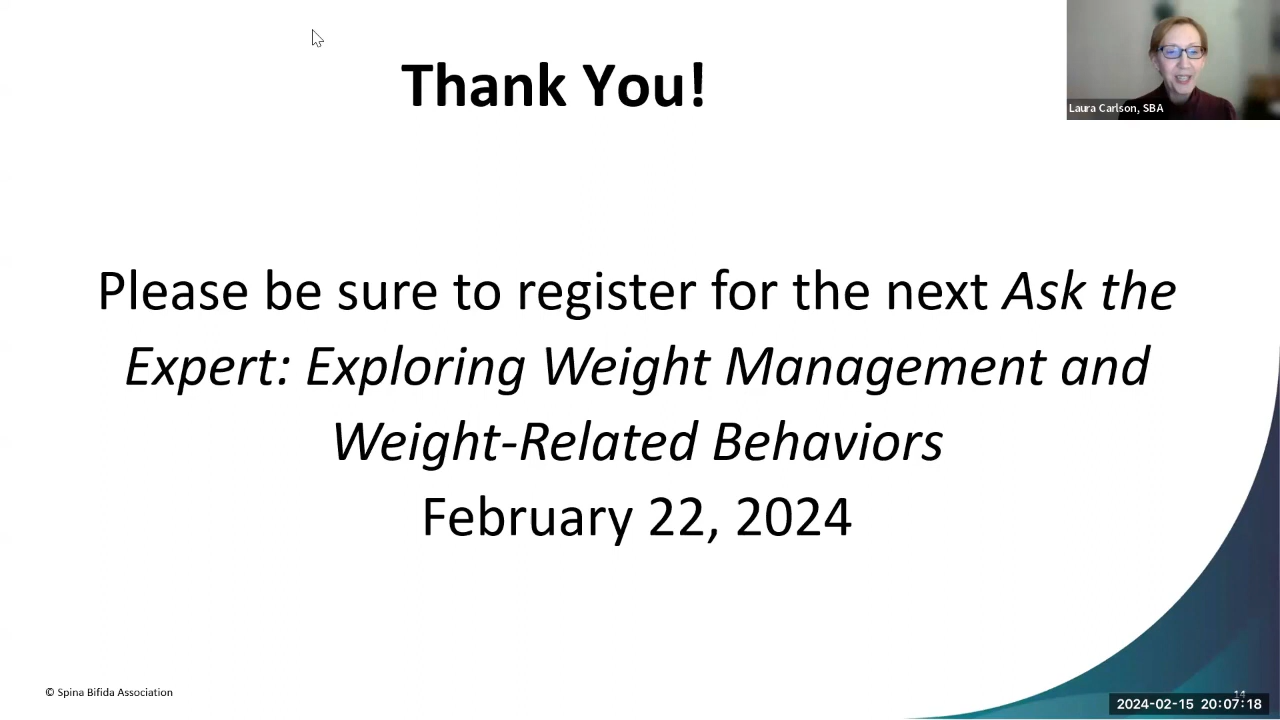 Thank You!
Laura Carlson, SBA
Please be sure to register for the next Ask the
Expert: Exploring Weight Management and
Weight-Related Behaviors
February 22, 2024
© Spina Bifida Association
14
2024-02-15 20:07:18